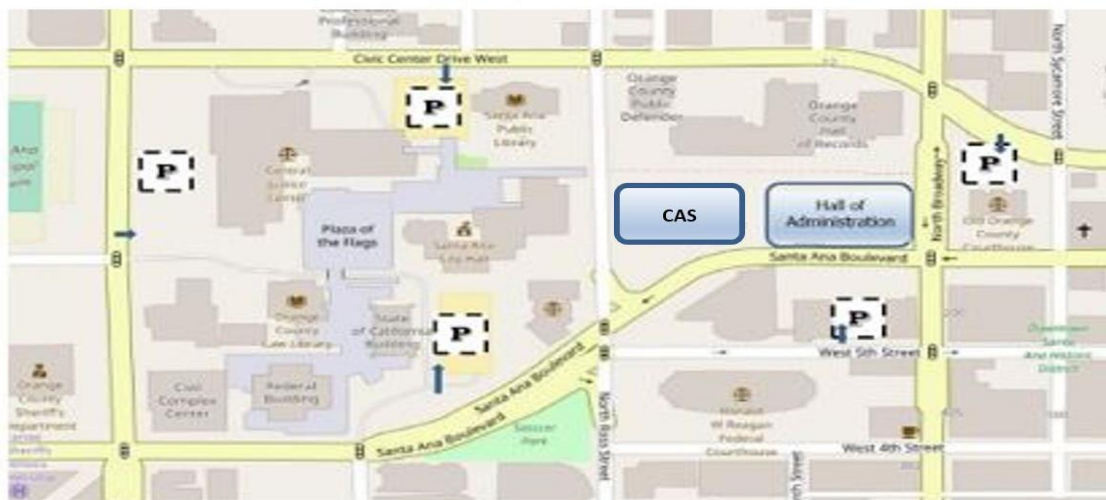 Professional
Building
Civic Center Drive West
North Sycamore Street
P
Santa Ana
Public
Library
Orange
County
Public
Defender
Orange
County
Hall
of Records
P
P
Central
Justice
Center
CAS
Hall of
Administration
North Broadway
Plaza of
the Flags
Santa Ana
City Hall
Old Orange
County
Courthouse
Santa Ana Boulevard
P
P
Orange
County
Law Library
State
of California
Building
West 5th Street
Downtown
Santa
Ana Historic
District
Orange
County
Sheriff's
Department
Civic
Complex
Center
Federal
Building
Santa Ana Boulevard
Santa Ana Boulevard
Soccer
Park
North Ross Street
Ronald
W Reagan
Federal
Courthouse
West 4th Street